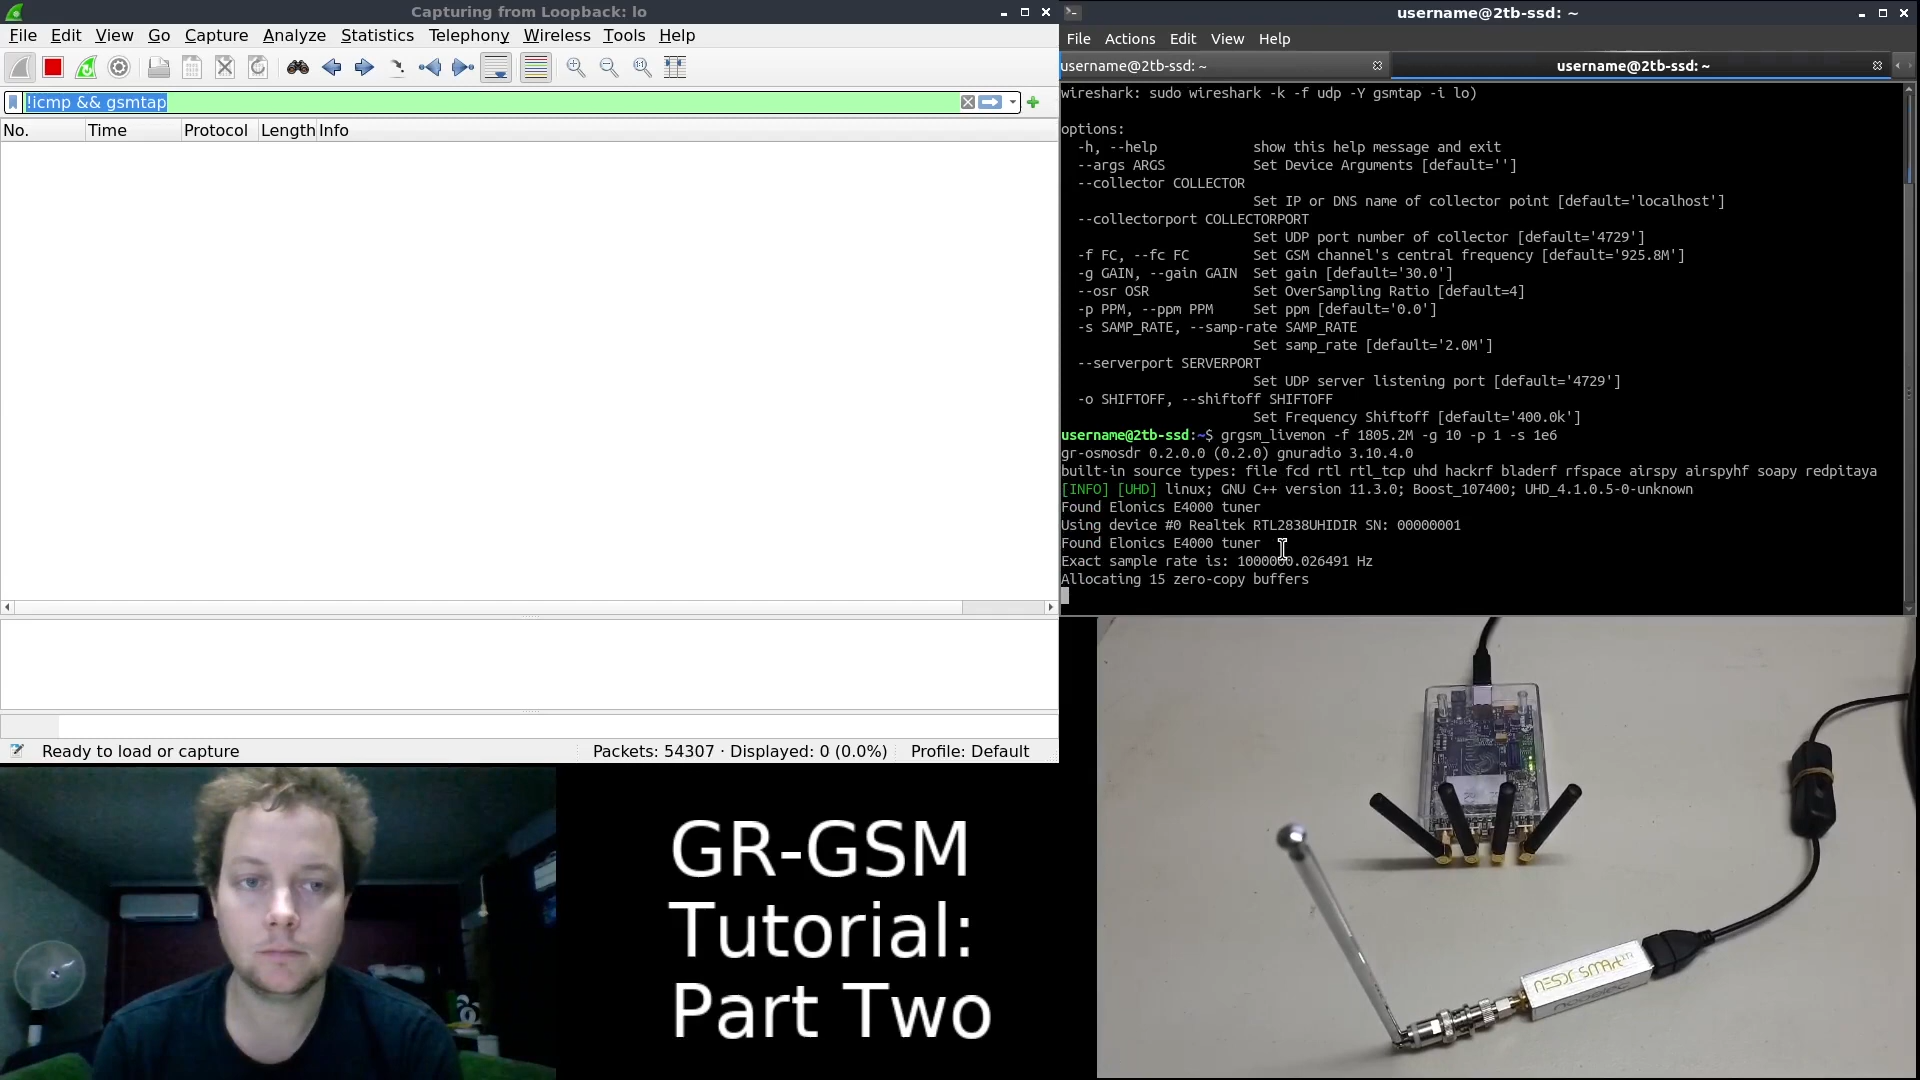 Capturing from Loopback: lo
File Edit View Go Capture Analyze Statistics Telephony Wireless Tools Help
!icmp && gsmtap
No. Time Protocol Length Info
Ready to load or capture Packets: 54307 · Displayed: 0 (0.0%) Profile: Default
username@2tb-ssd: ~
File Actions Edit View Help
username@2tb-ssd: ~ username@2tb-ssd: ~
wireshark: sudo wireshark -k -f udp -Y gsmtap -i lo)
options:
-h, --help show this help message and exit
--args ARGS Set Device Arguments [default='']
--collector COLLECTOR
Set IP or DNS name of collector point [default='localhost']
--collectorport COLLECTORPORT
Set UDP port number of collector [default='4729']
-f FC, --fc FC Set GSM channel's central frequency [default='925.8M']
-g GAIN, --gain GAIN Set gain [default='30.0']
--osr OSR Set OverSampling Ratio [default=4]
-p PPM, --ppm PPM Set ppm [default='0.0']
-s SAMP_RATE, --samp-rate SAMP_RATE
Set samp_rate [default='2.0M']
--serverport SERVERPORT
Set UDP server listening port [default='4729']
-o SHIFTOFF, --shiftoff SHIFTOFF
Set Frequency Shiftoff [default='400.0k']
username@2tb-ssd:~$ grgsm_livemon -f 1805.2M -g 10 -p 1 -s 1e6
gr-osmosdr 0.2.0.0 (0.2.0) gnuradio 3.10.4.0
built-in source types: file fcd rtl rtl_tcp uhd hackrf bladerf rfspace airspy airspyhf soapy redpitaya
[INFO] [UHD] linux; GNU C++ version 11.3.0; Boost_107400; UHD_4.1.0.5-0-unknown
Found Elonics E4000 tuner
Using device #0 Realtek RTL2838UHIDIR SN: 00000001
Found Elonics E4000 tuner
Exact sample rate is: 1000000.026491 Hz
Allocating 15 zero-copy buffers
GR-GSM
Tutorial:
Part Two
NESDR SMArt